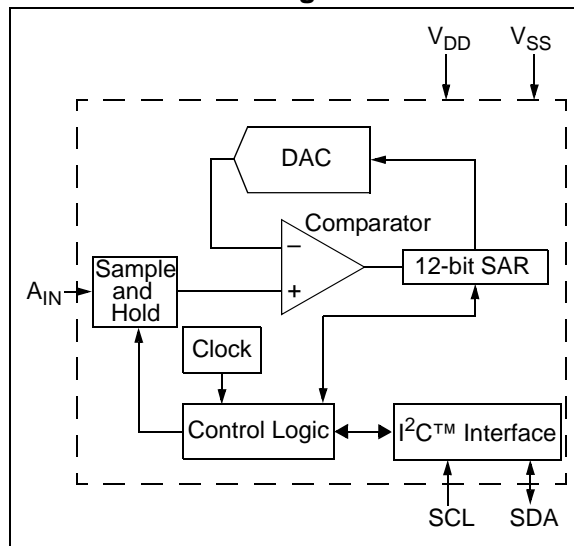 V_DD V_SS
DAC
Comparator
−
+
12-bit SAR
A_IN
Sample
and
Hold
Clock
Control Logic
I²C™ Interface
SCL SDA